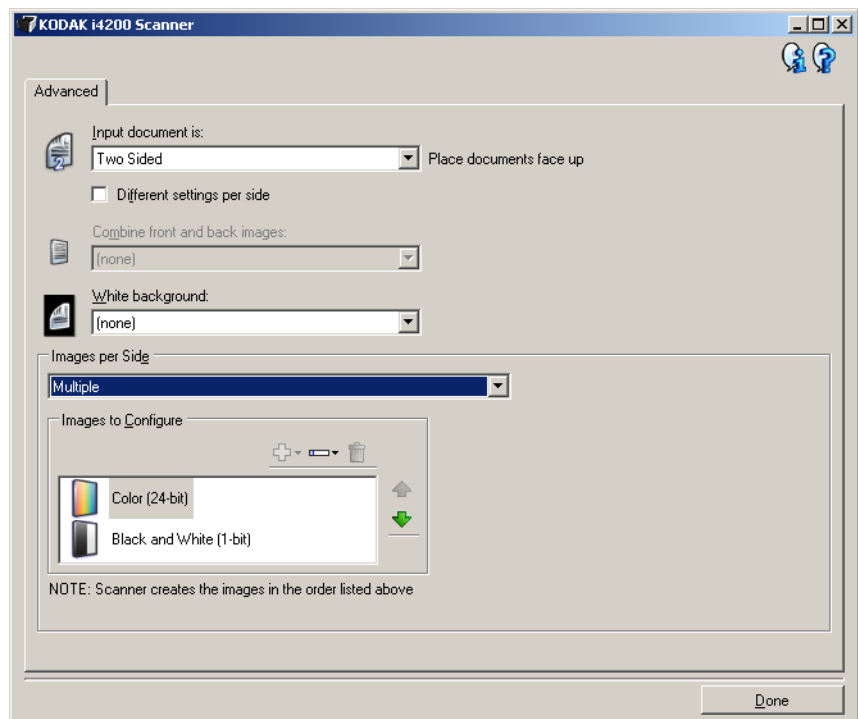 KODAK i4200 Scanner
Advanced
Input document is:
Two Sided
Place documents face up
Different settings per side
Combine front and back images:
(none)
White background:
(none)
Images per Side
Multiple
Images to Configure
Color (24-bit)
Black and White (1-bit)
NOTE: Scanner creates the images in the order listed above
Done